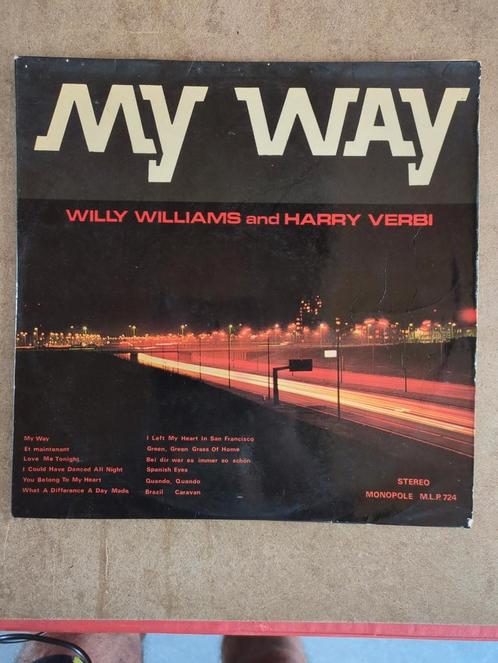 MY WAY
WILLY WILLIAMS and HARRY VERBI
My Way
Et maintenant
Love Me Tonight..
I Could Have Danced All Night
You Belong To My Heart
What A Difference A Day Made
I Left My Heart In San Francisco
Green, Green Grass Of Home
Bei dir war es immer so schön
Spanish Eyes
Quando, Quando
Brazil Caravan
STEREO
MONOPOLE M.L.P. 724